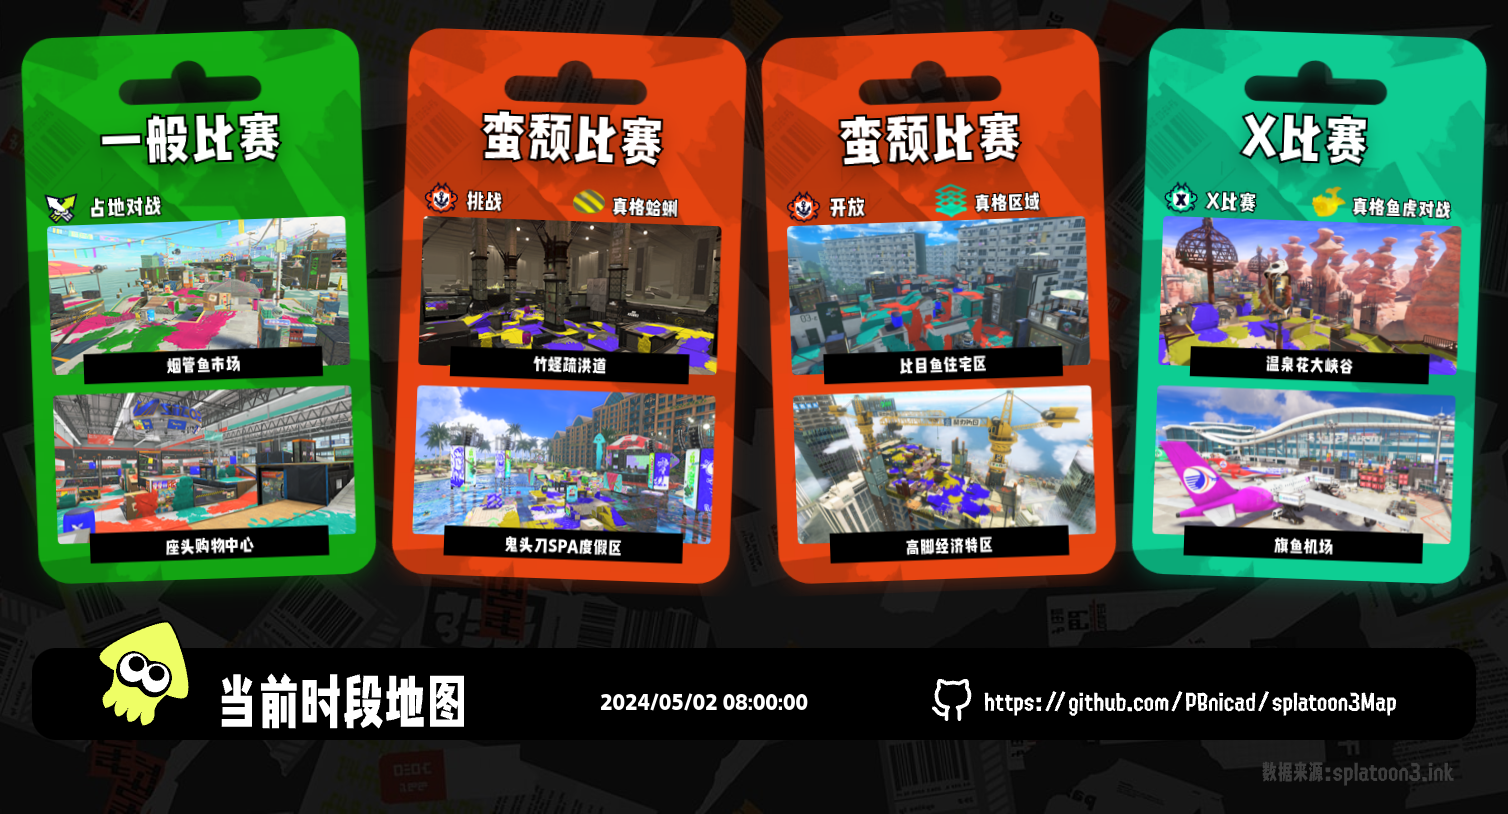 一般比赛
占地对战
烟管鱼市场
座头购物中心
蛮颓比赛
挑战
真格蛤蜊
竹蛏疏洪道
鬼头刀SPA度假区
蛮颓比赛
开放
真格区域
比目鱼住宅区
高脚经济特区
X比赛
X比赛
真格鱼虎对战
温泉花大峡谷
旗鱼机场
当前时段地图
2024/05/02 08:00:00
https://github.com/PBnicad/splatoon3Map
数据来源:splatoon3.ink